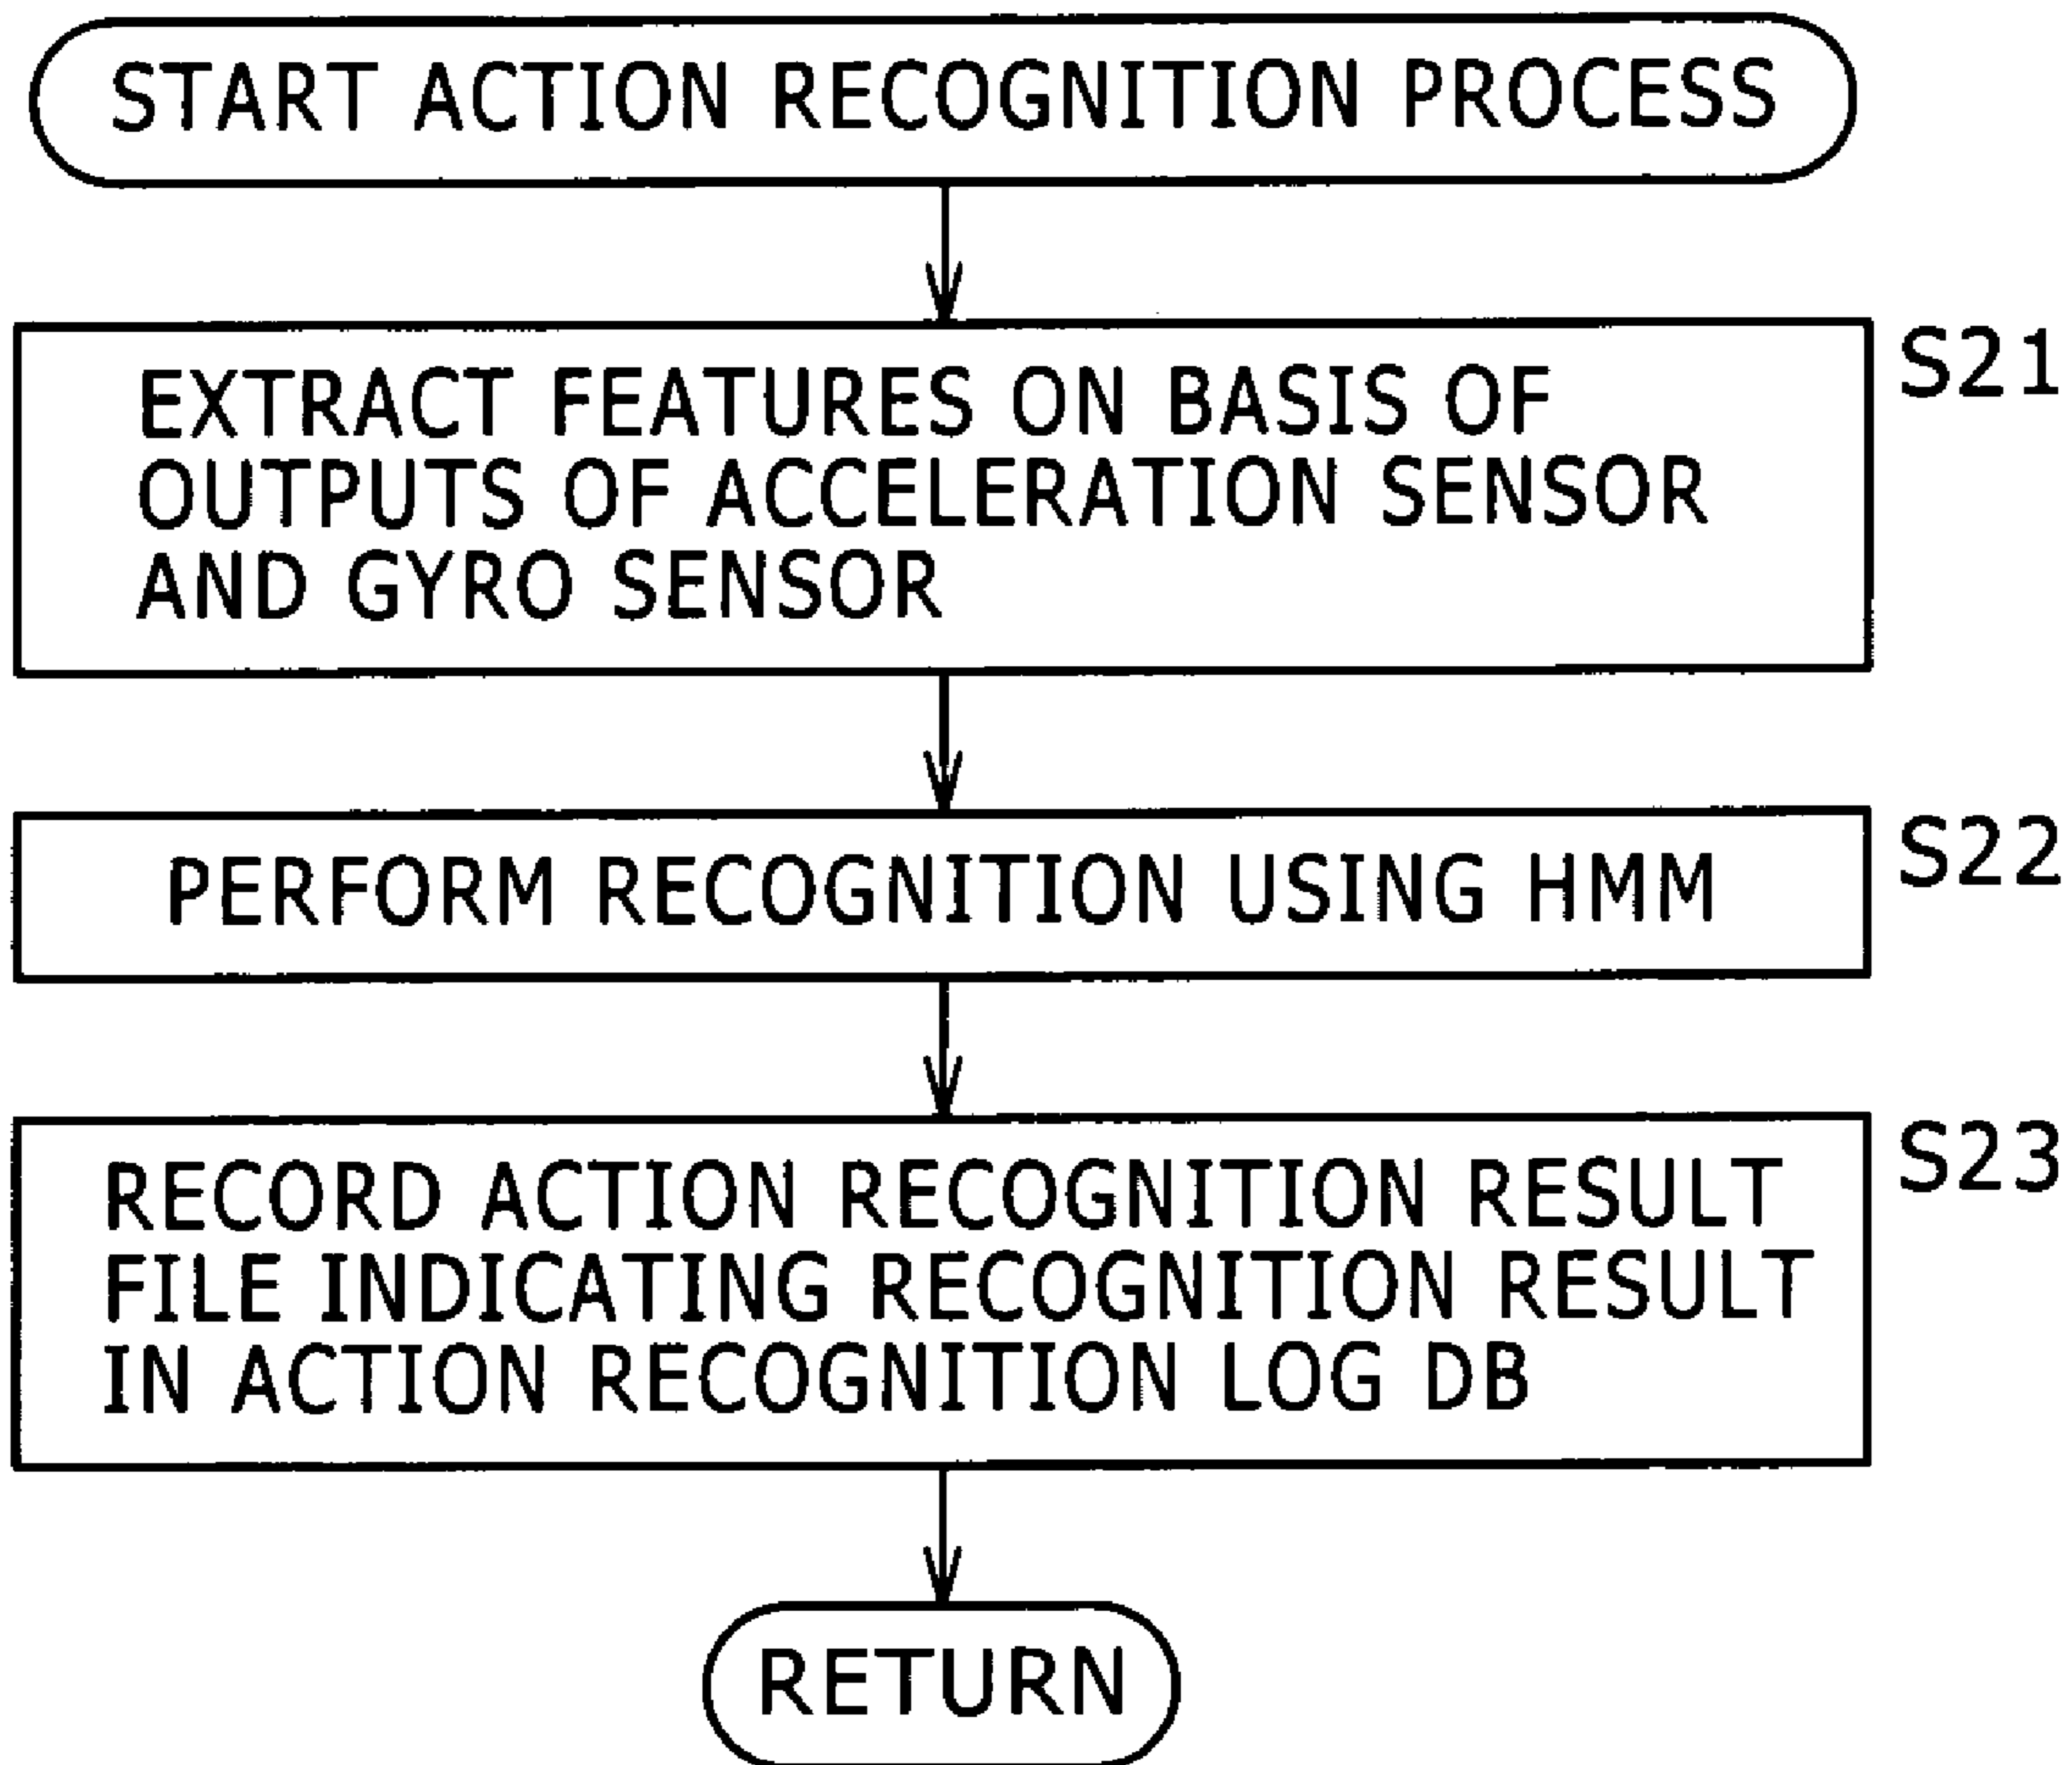 START ACTION RECOGNITION PROCESS
EXTRACT FEATURES ON BASIS OF
OUTPUTS OF ACCELERATION SENSOR
AND GYRO SENSOR
S21
PERFORM RECOGNITION USING HMM
S22
RECORD ACTION RECOGNITION RESULT
FILE INDICATING RECOGNITION RESULT
IN ACTION RECOGNITION LOG DB
S23
RETURN